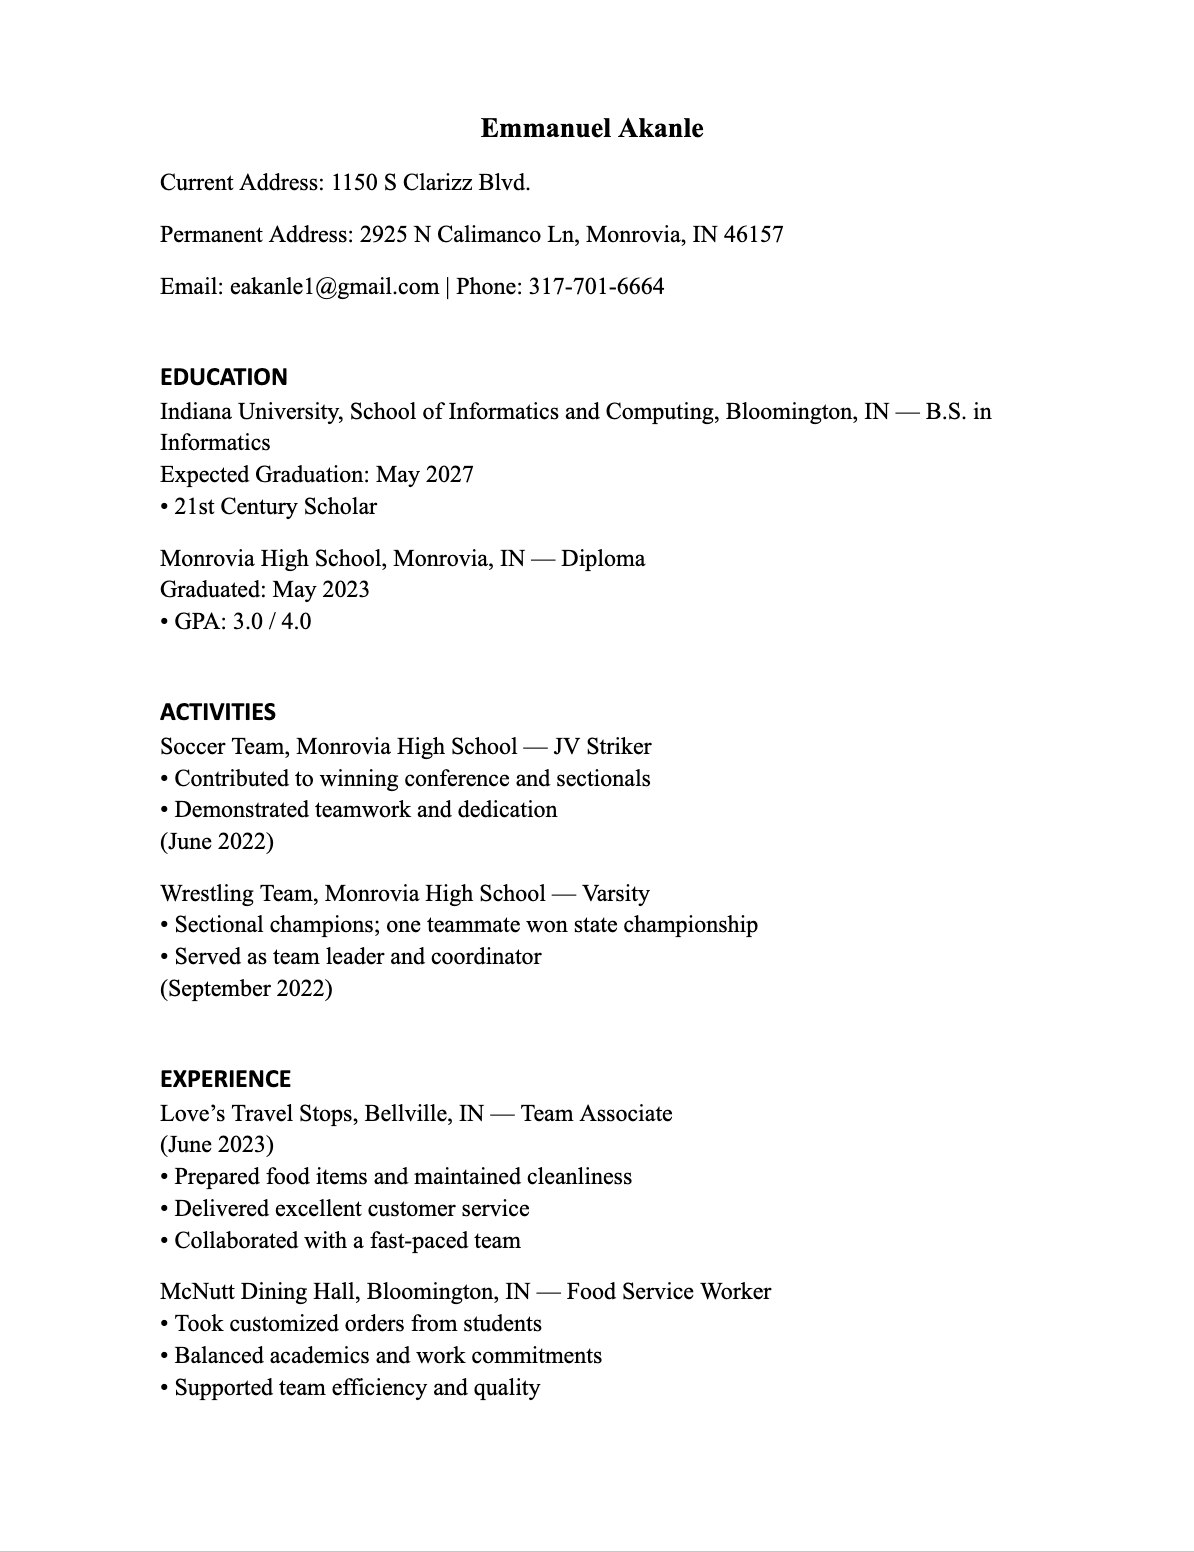 Emmanuel Akanle
Current Address: 1150 S Clarizz Blvd.
Permanent Address: 2925 N Calimanco Ln, Monrovia, IN 46157
Email: eakanle1@gmail.com | Phone: 317-701-6664
EDUCATION
Indiana University, School of Informatics and Computing, Bloomington, IN — B.S. in
Informatics
Expected Graduation: May 2027
• 21st Century Scholar
Monrovia High School, Monrovia, IN — Diploma
Graduated: May 2023
• GPA: 3.0 / 4.0
ACTIVITIES
Soccer Team, Monrovia High School — JV Striker
• Contributed to winning conference and sectionals
• Demonstrated teamwork and dedication
(June 2022)
Wrestling Team, Monrovia High School — Varsity
• Sectional champions; one teammate won state championship
• Served as team leader and coordinator
(September 2022)
EXPERIENCE
Love’s Travel Stops, Bellville, IN — Team Associate
(June 2023)
• Prepared food items and maintained cleanliness
• Delivered excellent customer service
• Collaborated with a fast-paced team
McNutt Dining Hall, Bloomington, IN — Food Service Worker
• Took customized orders from students
• Balanced academics and work commitments
• Supported team efficiency and quality